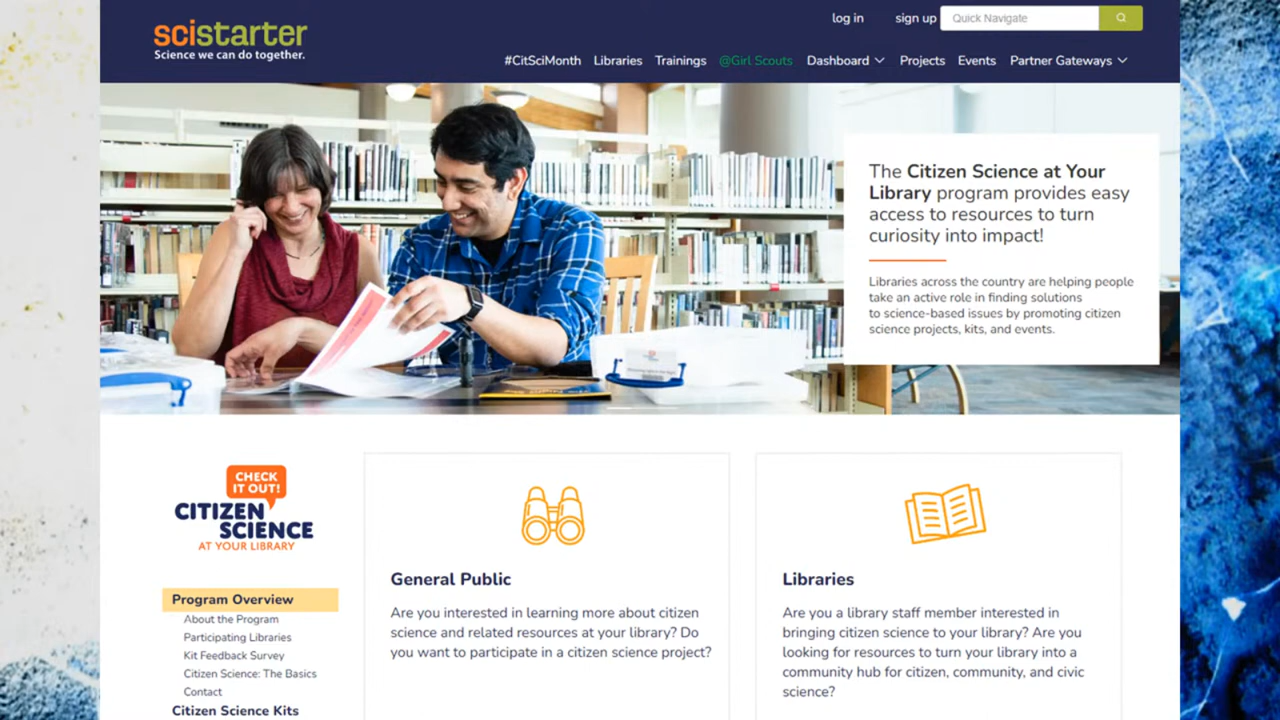 scistarter
Science we can do together.
log in
sign up
Quick Navigate
#CitSciMonth
Libraries
Trainings
@Girl Scouts
Dashboard
Projects
Events
Partner Gateways
The Citizen Science at Your
Library program provides easy
access to resources to turn
curiosity into impact!
Libraries across the country are helping people
take an active role in finding solutions
to science-based issues by promoting citizen
science projects, kits, and events.
CHECK
IT OUT!
CITIZEN
SCIENCE
AT YOUR LIBRARY
Program Overview
About the Program
Participating Libraries
Kit Feedback Survey
Citizen Science: The Basics
Contact
Citizen Science Kits
General Public
Are you interested in learning more about citizen
science and related resources at your library? Do
you want to participate in a citizen science project?
Libraries
Are you a library staff member interested in
bringing citizen science to your library? Are you
looking for resources to turn your library into a
community hub for citizen, community, and civic
science?